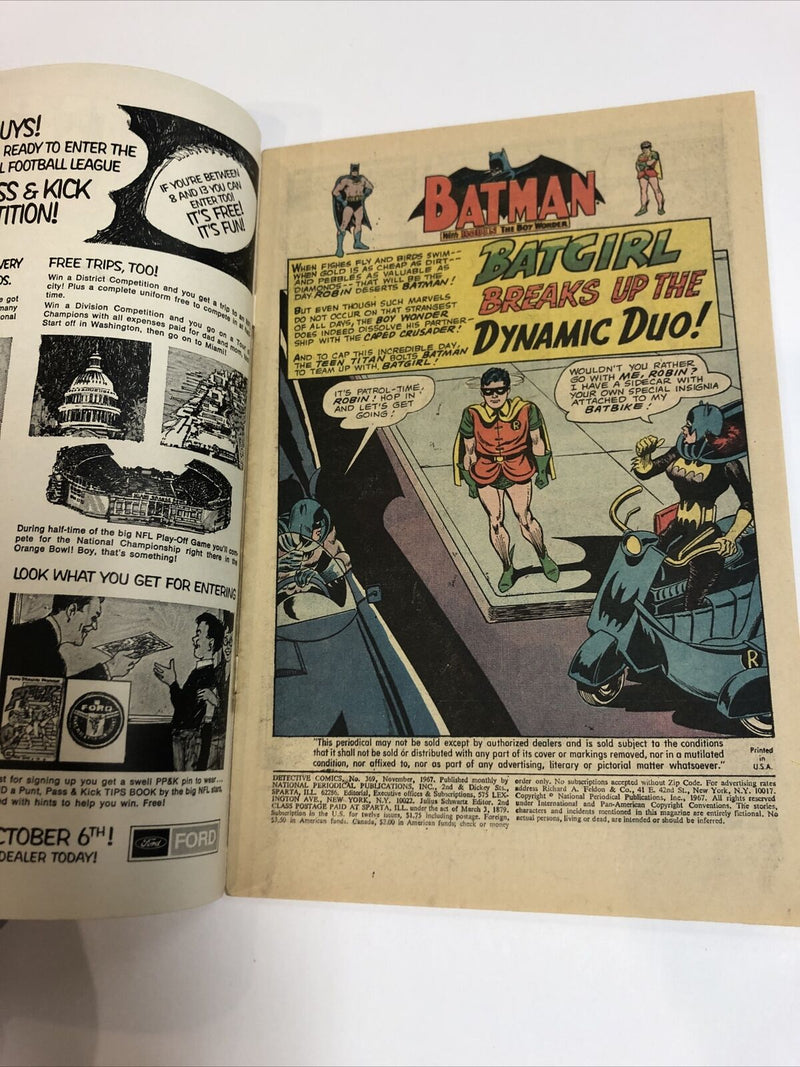 UYS!
READY TO ENTER THE
L FOOTBALL LEAGUE
SS & KICK
TITION!
IF YOU'RE BETWEEN
8 AND 13 YOU CAN
ENTER TOO!
IT'S FREE!
IT'S FUN!
VERY
DS.
e got
many
onal
FREE TRIPS, TOO!
Win a District Competition and you get a trip to an
city! Plus a complete uniform free to compete in
time.
Win a Division Competition and you go on a Tour
Champions with all expenses paid for dad and mom,
Start off in Washington, then go on to Miami!
During half-time of the big NFL Play-Off Game you'll com-
pete for the National Championship right there in the
Orange Bowl! Boy, that's something!
LOOK WHAT YOU GET FOR ENTERING
FORD
st for signing up you get a swell PP&K pin to wear...
D a Punt, Pass & Kick TIPS BOOK by the big NFL stars,
d with hints to help you win. Free!
CTOBER 6TH!
DEALER TODAY!
Ford
FORD
BATMAN
With ROBIN THE BOY WONDER
WHEN FISHES FLY AND BIRDS SWIM--
WHEN GOLD IS AS CHEAP AS DIRT--
AND PEBBLES AS VALUABLE AS
DIAMONDS-- THAT WILL BE THE
DAY ROBIN DESERTS BATMAN!
BUT EVEN THOUGH SUCH MARVELS
DO NOT OCCUR ON THAT STRANGEST
OF ALL DAYS, THE BOY WONDER
DOES INDEED DISSOLVE HIS PARTNER-
SHIP WITH THE CAPED CRUSADER!
AND TO CAP THIS INCREDIBLE DAY,
THE TEEN TITAN BOLTS BATMAN
TO TEAM UP WITH BATGIRL!
BATGIRL
BREAKS UP THE
DYNAMIC DUO!
IT'S PATROL-TIME,
ROBIN! HOP IN
AND LET'S GET
GOING!
WOULDN'T YOU RATHER
GO WITH ME, ROBIN?
I HAVE A SIDECAR WITH
YOUR OWN SPECIAL INSIGNIA
ATTACHED TO MY
BATBIKE!
R
R
"This periodical may not be sold except by authorized dealers and is sold subject to the conditions
that it shall not be sold or distributed with any part of its cover or markings removed, nor in a mutilated
condition, nor affixed to, nor as part of any advertising, literary or pictorial matter whatsoever."
Printed
in
U.S.A.
DETECTIVE COMICS, No. 369, November, 1967. Published monthly by
NATIONAL PERIODICAL PUBLICATIONS, INC., 2nd & Dickey Sts.,
SPARTA, ILL. 62286. Editorial, Executive offices & Subscriptions, 575 LEX-
INGTON AVE., NEW YORK, N.Y. 10022. Julius Schwartz Editor. 2nd
CLASS POSTAGE PAID AT SPARTA, ILL. under the act of March 3, 1879.
Subscription in the U.S. for twelve issues, $1.75 including postage. Foreign,
$3.50 in American funds. Canada, $2.00 in American funds; check or money
order only. No subscriptions accepted without Zip Code. For advertising rates
address Richard A. Feldon & Co., 41 E. 42nd St., New York, N.Y. 10017.
Copyright © National Periodical Publications, Inc., 1967. All rights reserved
under International and Pan-American Copyright Conventions. The stories,
characters and incidents mentioned in this magazine are entirely fictional. No
actual persons, living or dead, are intended or should be inferred.